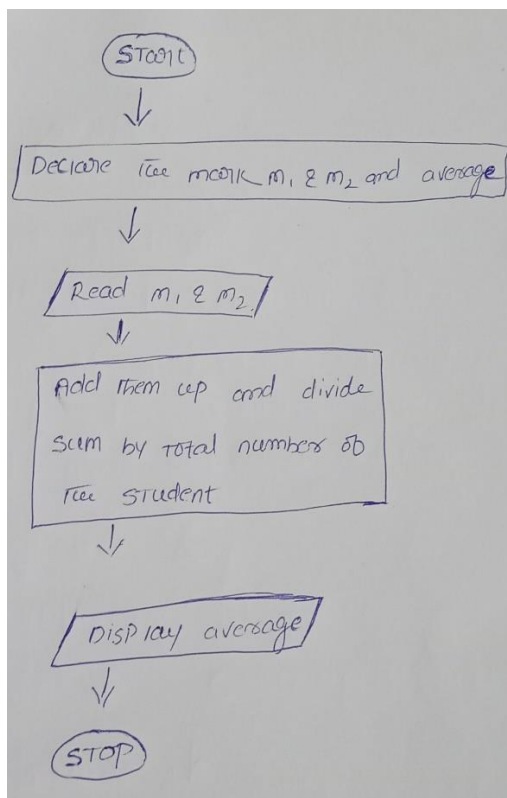 START
Declare the mark m₁ & m₂ and average
Read m₁ & m₂.
Add them up and divide
sum by total number of
the student
Display average
STOP